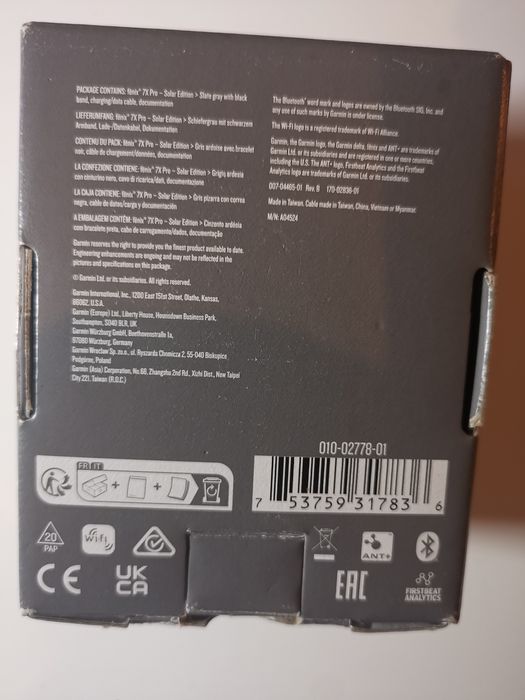 PACKAGE CONTAINS: fēnix® 7X Pro – Solar Edition > Slate gray with black
band, charging/data cable, documentation
LIEFERUMFANG: fēnix® 7X Pro – Solar Edition > Schiefergrau mit schwarzem
Armband, Lade-/Datenkabel, Dokumentation
CONTENU DU PACK: fēnix® 7X Pro – Solar Edition > Gris ardoise avec bracelet
noir, câble de chargement/données, documentation
LA CONFEZIONE CONTIENE: fēnix® 7X Pro – Solar Edition > Grigio ardesia
con cinturino nero, cavo di ricarica/dati, documentazione
LA CAJA CONTIENE: fēnix® 7X Pro – Solar Edition > Gris pizarra con correa
negra, cable de datos/carga y documentación
A EMBALAGEM CONTÉM: fēnix® 7X Pro – Solar Edition > Cinzento ardósia
com bracelete preta, cabo de carregamento/dados, documentação
Garmin reserves the right to provide you the finest product available to date.
Engineering enhancements are ongoing and may not be reflected in the
pictures and specifications on this package.
© Garmin Ltd. or its subsidiaries. All rights reserved.
Garmin International, Inc., 1200 East 151st Street, Olathe, Kansas,
66062, U.S.A.
Garmin (Europe) Ltd., Liberty House, Hounsdown Business Park,
Southampton, SO40 9LR, UK
Garmin Würzburg GmbH, Beethovenstraße 1a,
97080 Würzburg, Germany
Garmin Wroclaw Sp. zo.o., ul. Ryszarda Chomicza 2, 55-040 Biskupice
Podgórne, Poland
Garmin (Asia) Corporation, No.68, Zhangshu 2nd Rd., Xizhi Dist., New Taipei
City 221, Taiwan (R.O.C.)
The Bluetooth® word mark and logos are owned by the Bluetooth SIG, Inc. and
any use of such marks by Garmin is under license.
The Wi-Fi logo is a registered trademark of Wi-Fi Alliance.
Garmin, the Garmin logo, the Garmin delta, fēnix and ANT+ are trademarks of
Garmin Ltd. or its subsidiaries and are registered in one or more countries,
including the U.S. The ANT+ logo, Firstbeat Analytics and the Firstbeat
Analytics logo are trademarks of Garmin Ltd. or its subsidiaries.
007-04465-01 Rev. B 170-02836-01
Made in Taiwan. Cable made in Taiwan, China, Vietnam or Myanmar.
M/N: A04524
010-02778-01
7 53759 31783 6
FR IT
20
PAP
Wi-Fi
ANT+
CE
UK
CA
EAC
FIRSTBEAT
ANALYTICS